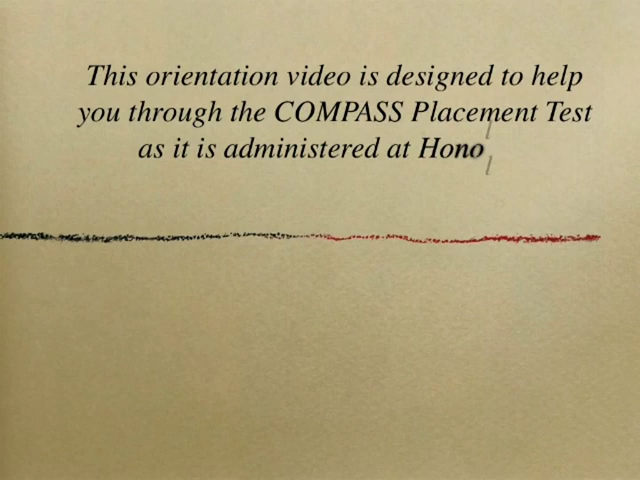 This orientation video is designed to help
you through the COMPASS Placement Test
as it is administered at Hono